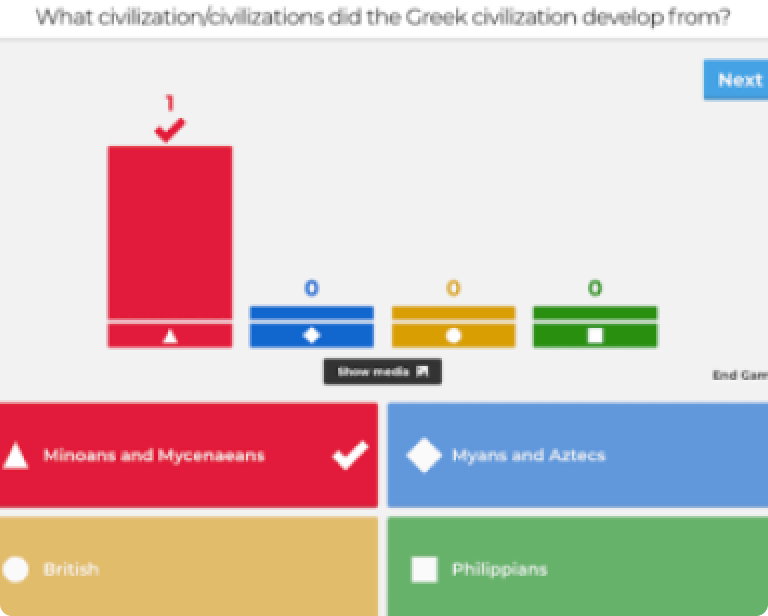 What civilization/civilizations did the Greek civilization develop from?
Next
1
0
0
0
Show media
End Gam
Minoans and Mycenaeans
Myans and Aztecs
British
Philippians